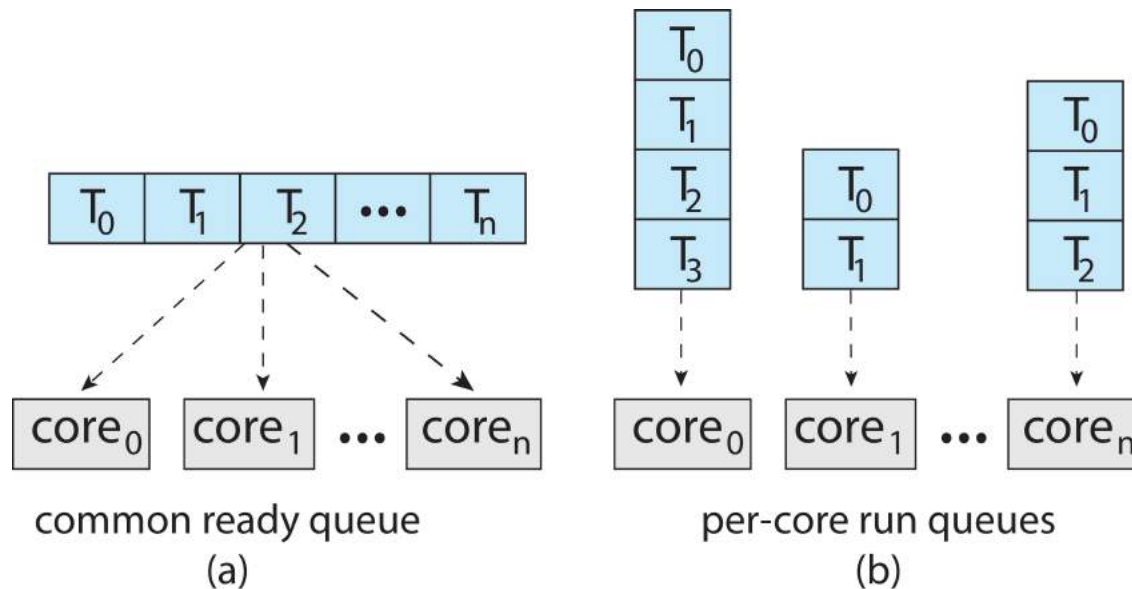 T₀ T₁ T₂ ••• Tₙ
core₀ core₁ ••• coreₙ
common ready queue
(a)
T₀
T₁
T₂
T₃
T₀
T₁
T₀
T₁
T₂
core₀ core₁ ••• coreₙ
per-core run queues
(b)